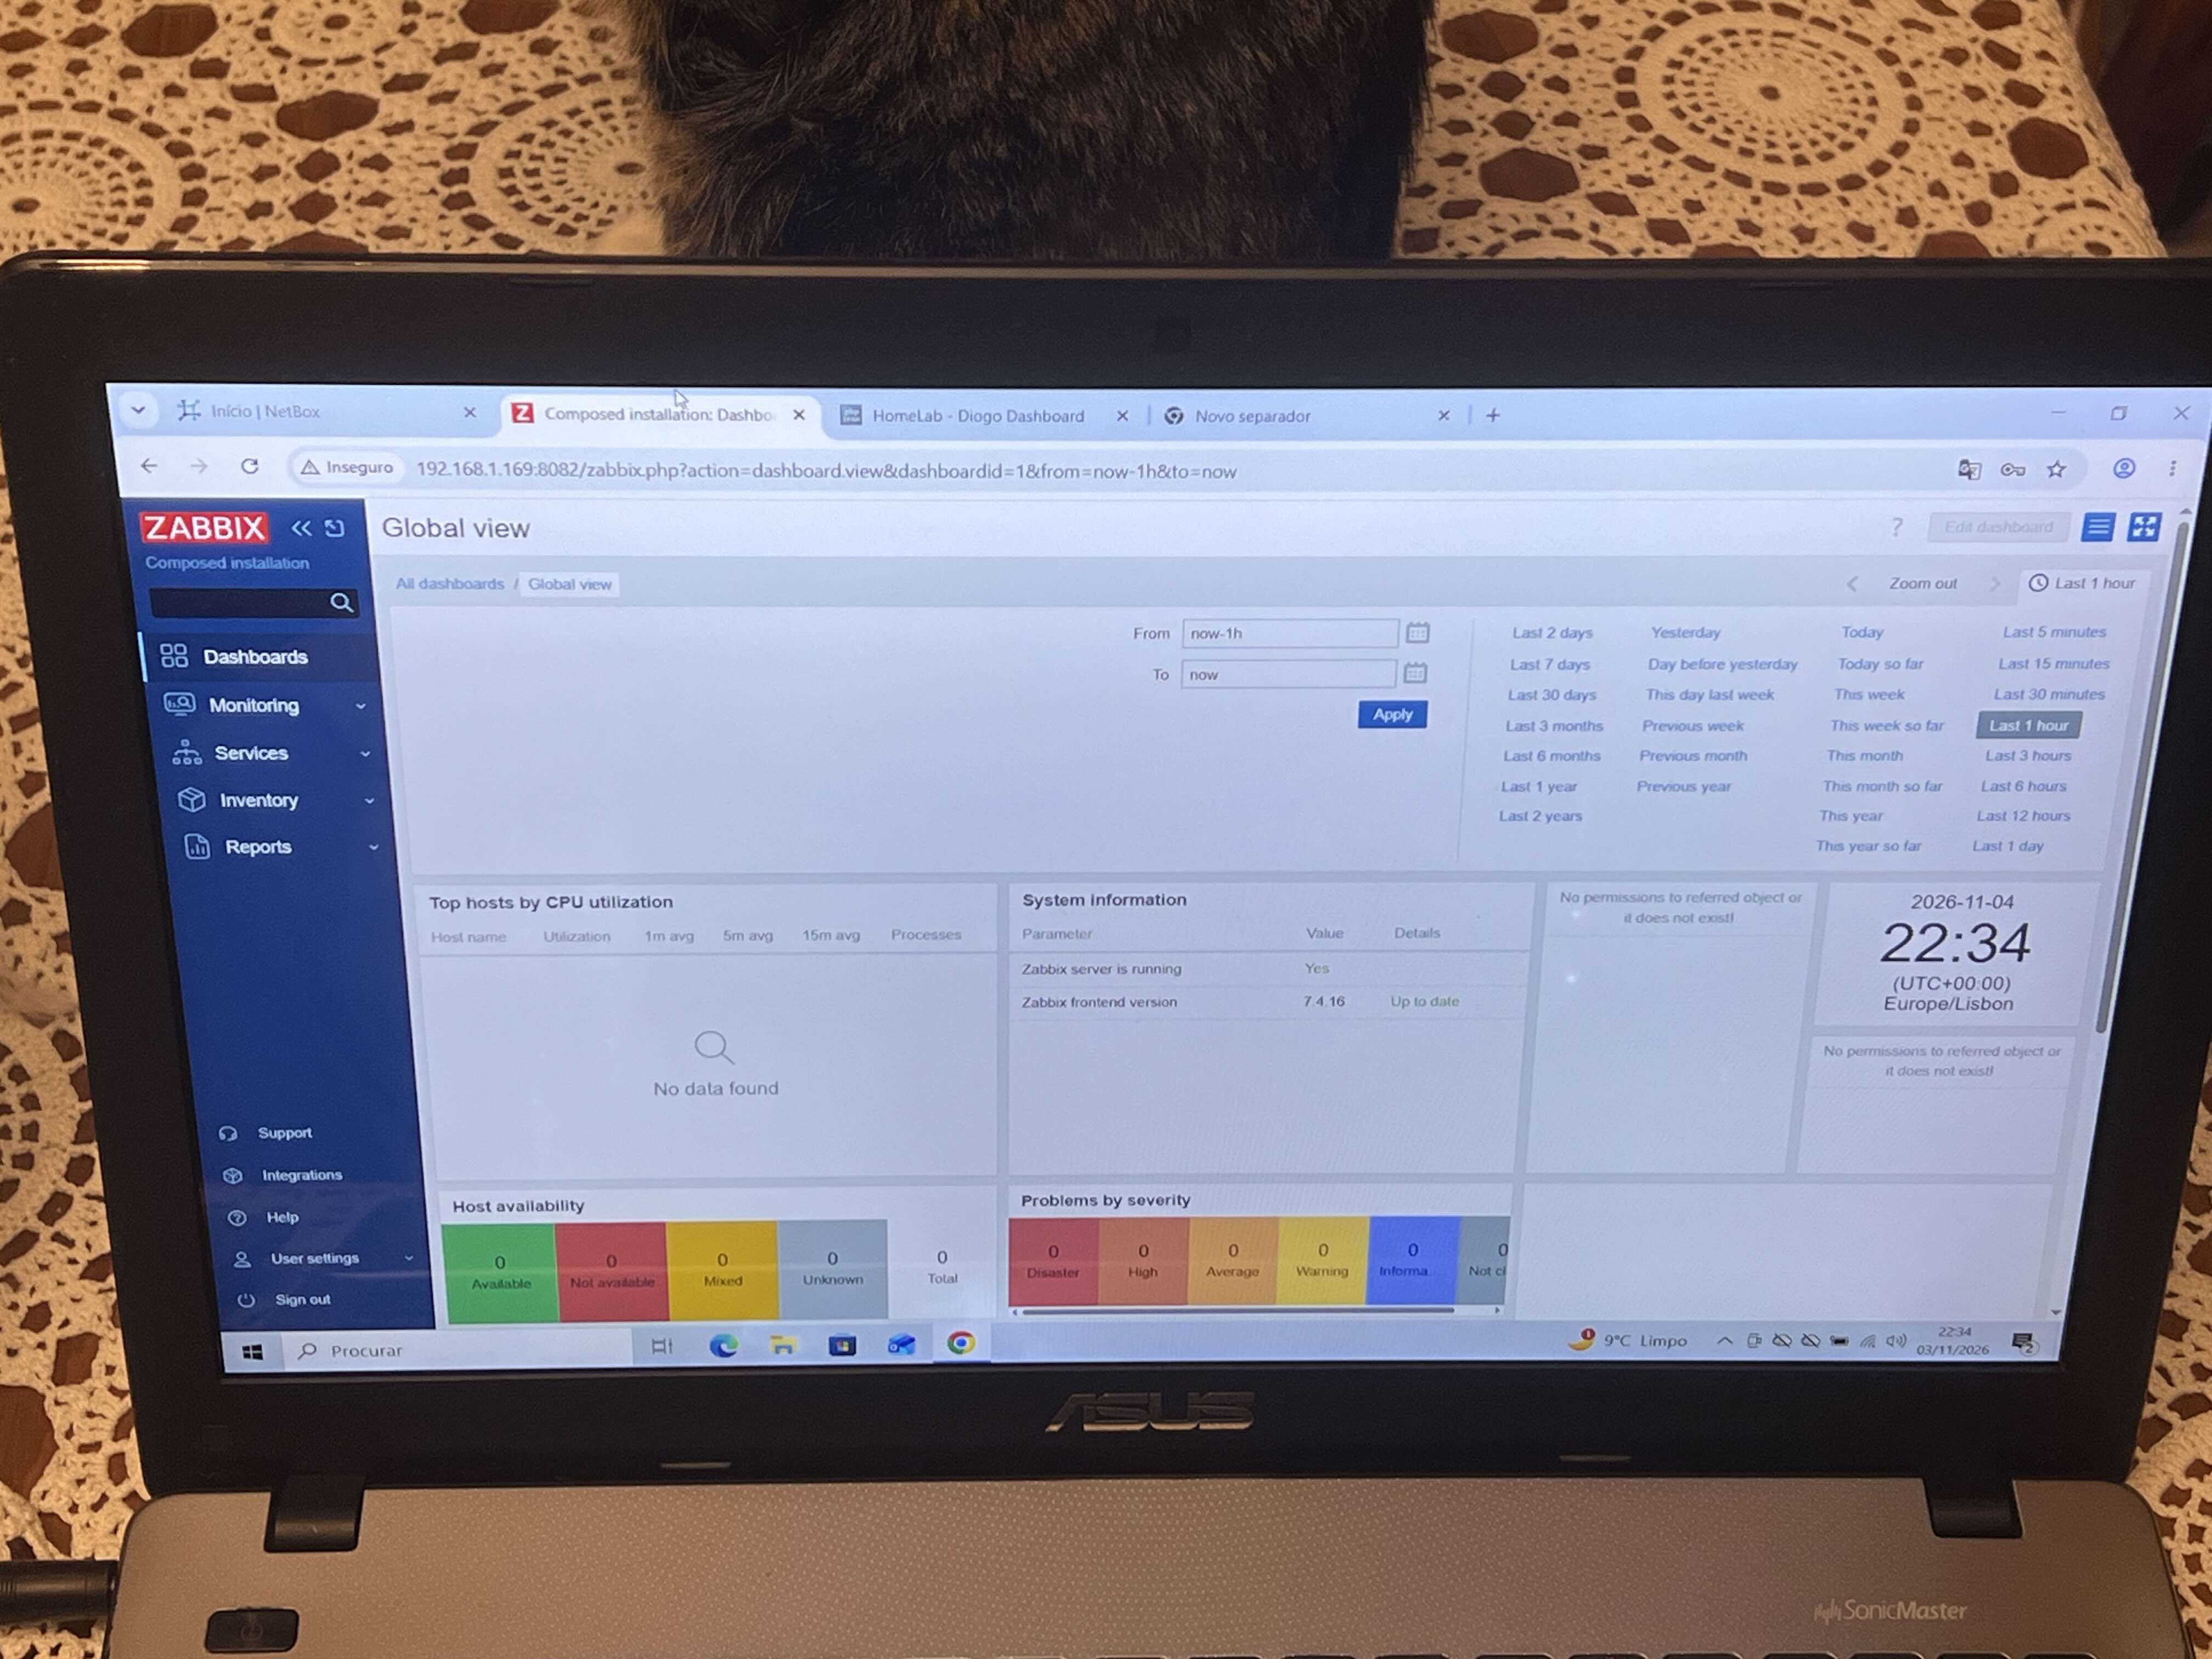 Início | NetBox
Composed installation: Dashbo
HomeLab - Diogo Dashboard
Novo separador
Inseguro
192.168.1.169:8082/zabbix.php?action=dashboard.view&dashboardid=1&from=now-1h&to=now
ZABBIX
Composed installation
Dashboards
Monitoring
Services
Inventory
Reports
Support
Integrations
Help
User settings
Sign out
Global view
? Edit dashboard
All dashboards / Global view
Zoom out
Last 1 hour
From now-1h
To now
Apply
Last 2 days Yesterday Today Last 5 minutes
Last 7 days Day before yesterday Today so far Last 15 minutes
Last 30 days This day last week This week Last 30 minutes
Last 3 months Previous week This week so far Last 1 hour
Last 6 months Previous month This month Last 3 hours
Last 1 year Previous year This month so far Last 6 hours
Last 2 years This year Last 12 hours
This year so far Last 1 day
Top hosts by CPU utilization
Host name Utilization 1m avg 5m avg 15m avg Processes
No data found
System information
Parameter Value Details
Zabbix server is running Yes
Zabbix frontend version 7.4.16 Up to date
No permissions to referred object or
it does not exist!
2026-11-04
22:34
(UTC+00:00)
Europe/Lisbon
No permissions to referred object or
it does not exist!
Host availability
0 0 0 0 0
Available Not available Mixed Unknown Total
Problems by severity
0 0 0 0 0 0
Disaster High Average Warning Informa... Not cl
Procurar
1
9°C Limpo
22:34
03/11/2026
2
ASUS
SonicMaster